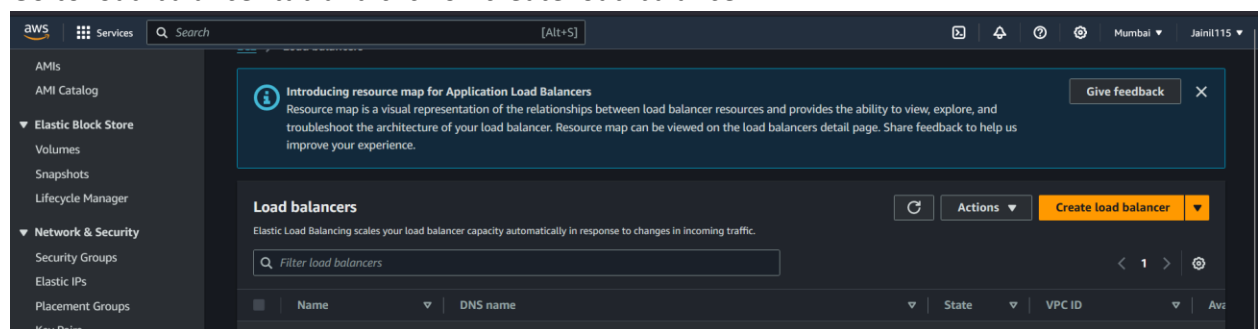 aws Services Search [Alt+S] Mumbai Jainil115
AMIs
AMI Catalog
Elastic Block Store
Volumes
Snapshots
Lifecycle Manager
Network & Security
Security Groups
Elastic IPs
Placement Groups
Introducing resource map for Application Load Balancers
Resource map is a visual representation of the relationships between load balancer resources and provides the ability to view, explore, and
troubleshoot the architecture of your load balancer. Resource map can be viewed on the load balancers detail page. Share feedback to help us
improve your experience.
Give feedback
Load balancers
Actions
Create load balancer
Elastic Load Balancing scales your load balancer capacity automatically in response to changes in incoming traffic.
Filter load balancers
1
Name DNS name State VPC ID Ava